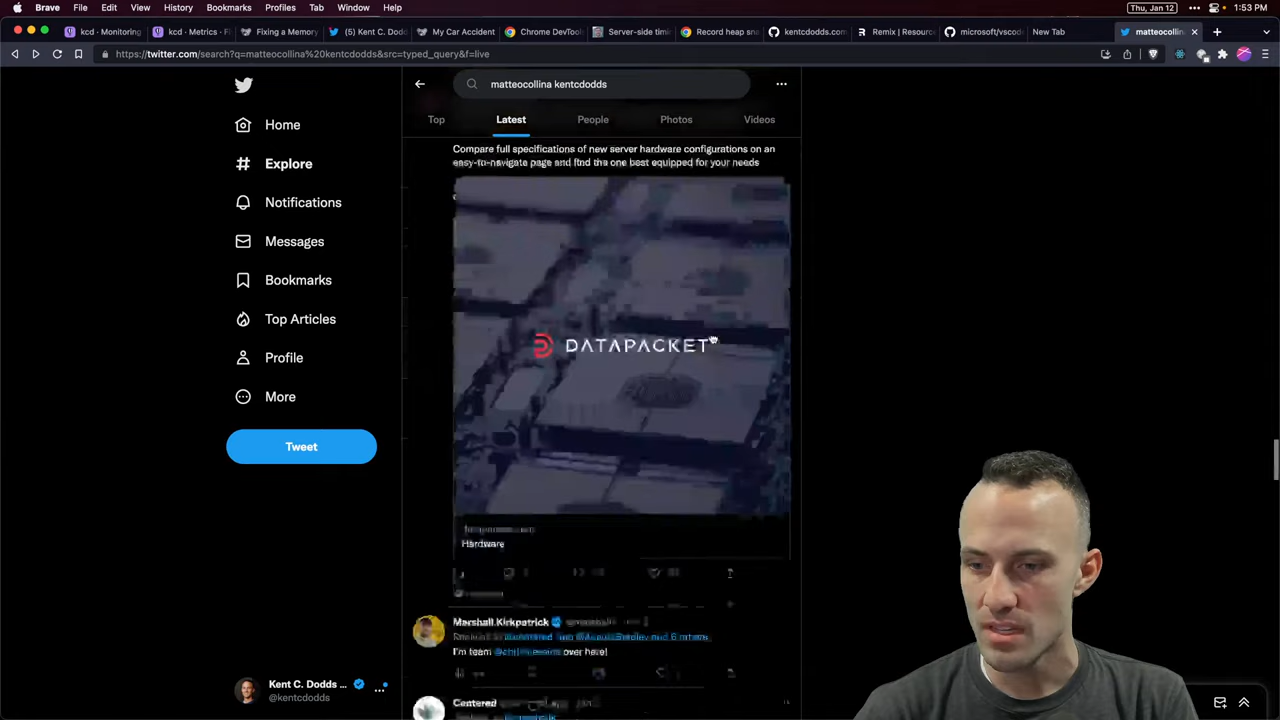 Brave File Edit View History Bookmarks Profiles Tab Window Help
Thu, Jan 12 1:53 PM
kcd - Monitoring
kcd - Metrics - Fl
Fixing a Memory
(5) Kent C. Dodd
My Car Accident
Chrome DevTool
Server-side timi
Record heap sna
kentcdodds.com
Remix | Resourc
microsoft/vscod
New Tab
matteocollina
https://twitter.com/search?q=matteocollina%20kentcdodds&src=typed_query&f=live
matteocollina kentcdodds
Top Latest People Photos Videos
Home
Explore
Notifications
Messages
Bookmarks
Top Articles
Profile
More
Tweet
Kent C. Dodds ...
@kentcdodds
Compare full specifications of new server hardware configurations on an
easy-to-navigate page and find the one best equipped for your needs
DATAPACKET
Hardware
Marshall Kirkpatrick
I'm team over here!
Centered